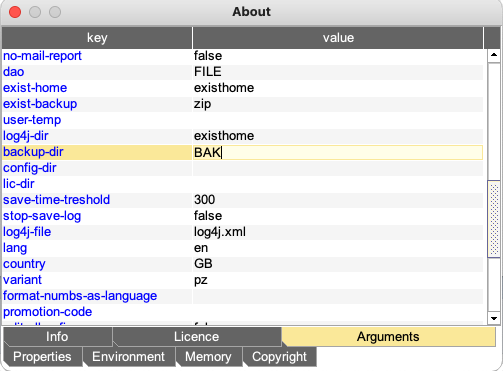 About
key value
no-mail-report false
dao FILE
exist-home existhome
exist-backup zip
user-temp
log4j-dir existhome
backup-dir BAK
config-dir
lic-dir
save-time-treshold 300
stop-save-log false
log4j-file log4j.xml
lang en
country GB
variant pz
format-numbs-as-language
promotion-code
Info Licence Arguments
Properties Environment Memory Copyright